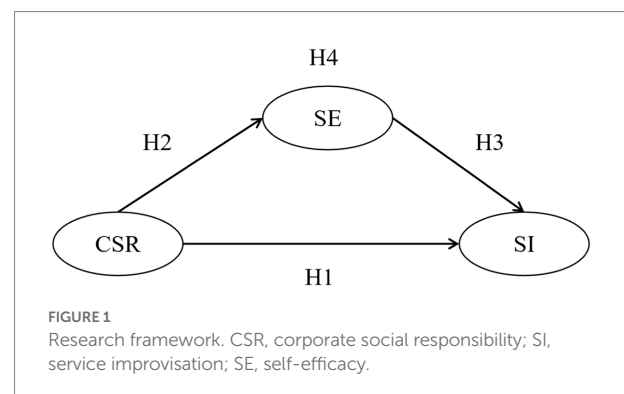 H4
SE
H2
H3
CSR
SI
H1
FIGURE 1
Research framework. CSR, corporate social responsibility; SI,
service improvisation; SE, self-efficacy.